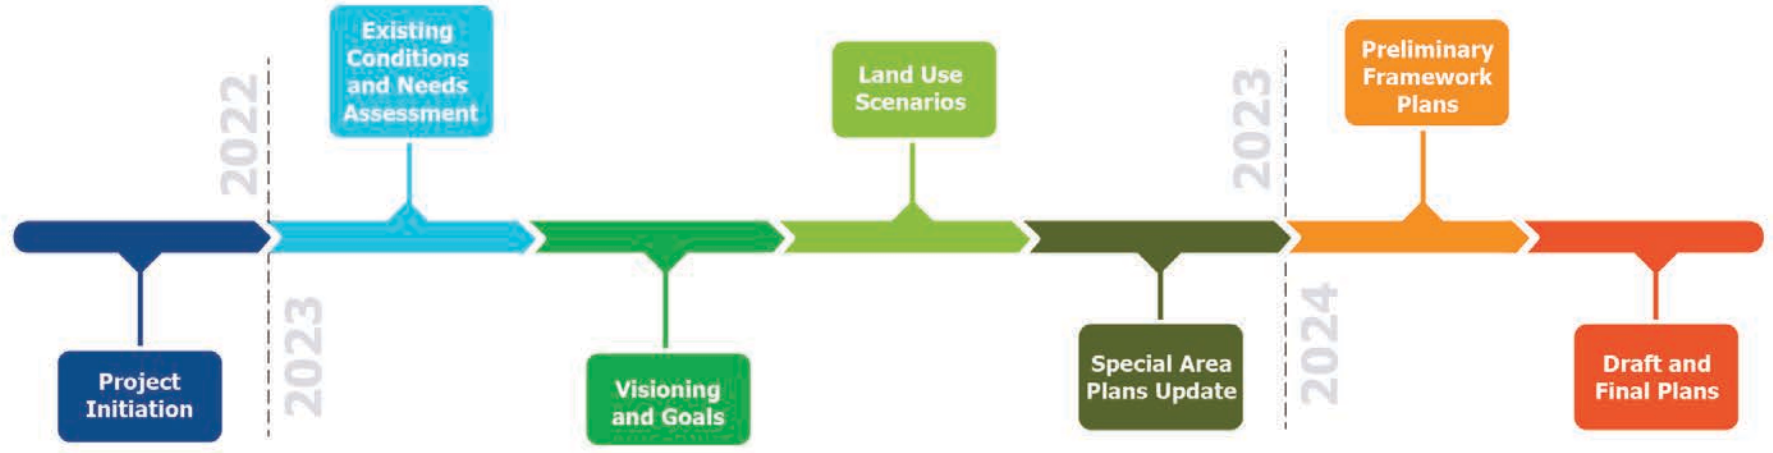 2022
2023
Project
Initiation
Existing
Conditions
and Needs
Assessment
Visioning
and Goals
Land Use
Scenarios
Special Area
Plans Update
2023
2024
Preliminary
Framework
Plans
Draft and
Final Plans